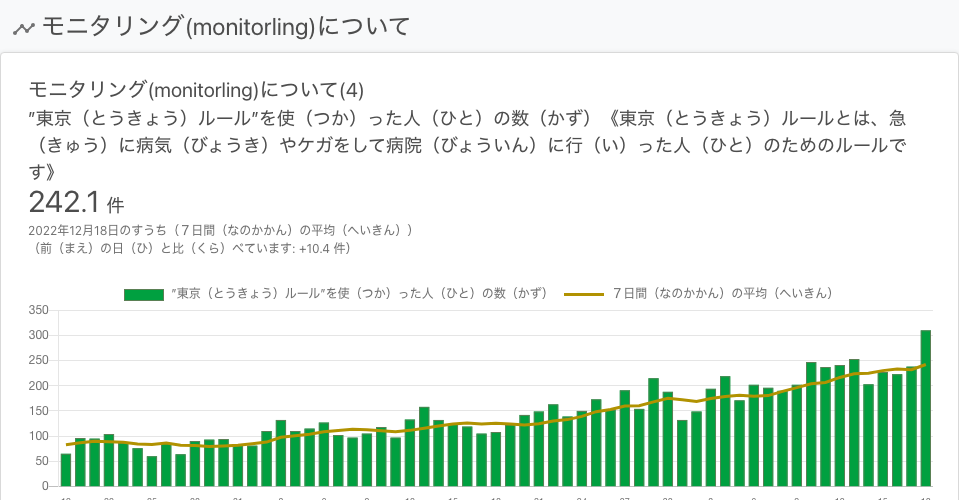 モニタリング(monitorling)について
モニタリング(monitorling)について(4)
”東京（とうきょう）ルール”を使（つか）った人（ひと）の数（かず）《東京（とうきょう）ルールとは、急
（きゅう）に病気（びょうき）やケガをして病院（びょういん）に行（い）った人（ひと）のためのルールで
す》
242.1 件
2022年12月18日のすうち（７日間（なのかかん）の平均（へいきん））
（前（まえ）の日（ひ）と比（くら）べています: +10.4 件）
”東京（とうきょう）ルール”を使（つか）った人（ひと）の数（かず） ７日間（なのかかん）の平均（へいきん）
350
300
250
200
150
100
50
0